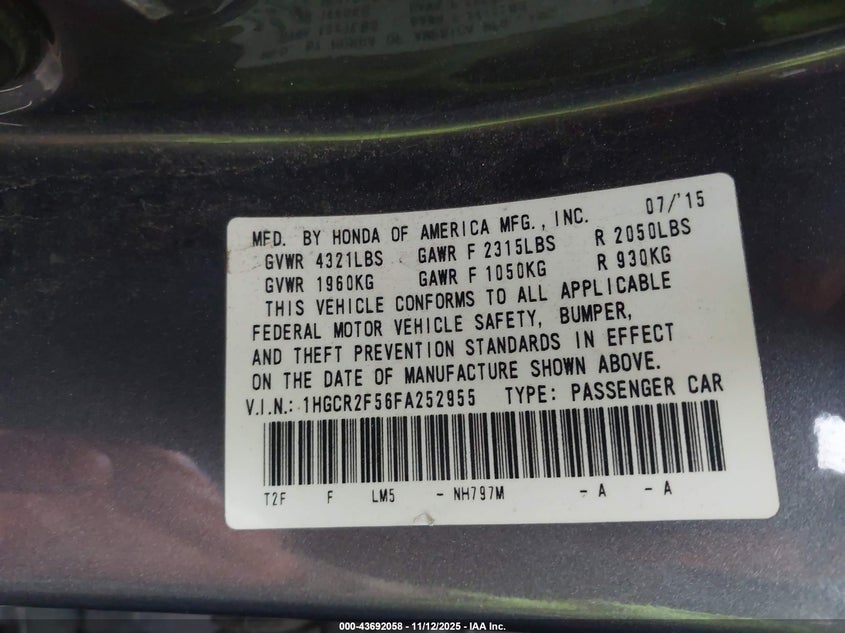 MFD. BY HONDA OF AMERICA MFG., INC. 07/'15
GVWR 4321LBS GAWR F 2315LBS R 2050LBS
GVWR 1960KG GAWR F 1050KG R 930KG
THIS VEHICLE CONFORMS TO ALL APPLICABLE
FEDERAL MOTOR VEHICLE SAFETY, BUMPER,
AND THEFT PREVENTION STANDARDS IN EFFECT
ON THE DATE OF MANUFACTURE SHOWN ABOVE.
V.I.N.: 1HGCR2F56FA252955 TYPE: PASSENGER CAR
T2F F LM5 - NH797M - A - A
000-43692058 - 11/12/2025 - IAA Inc.